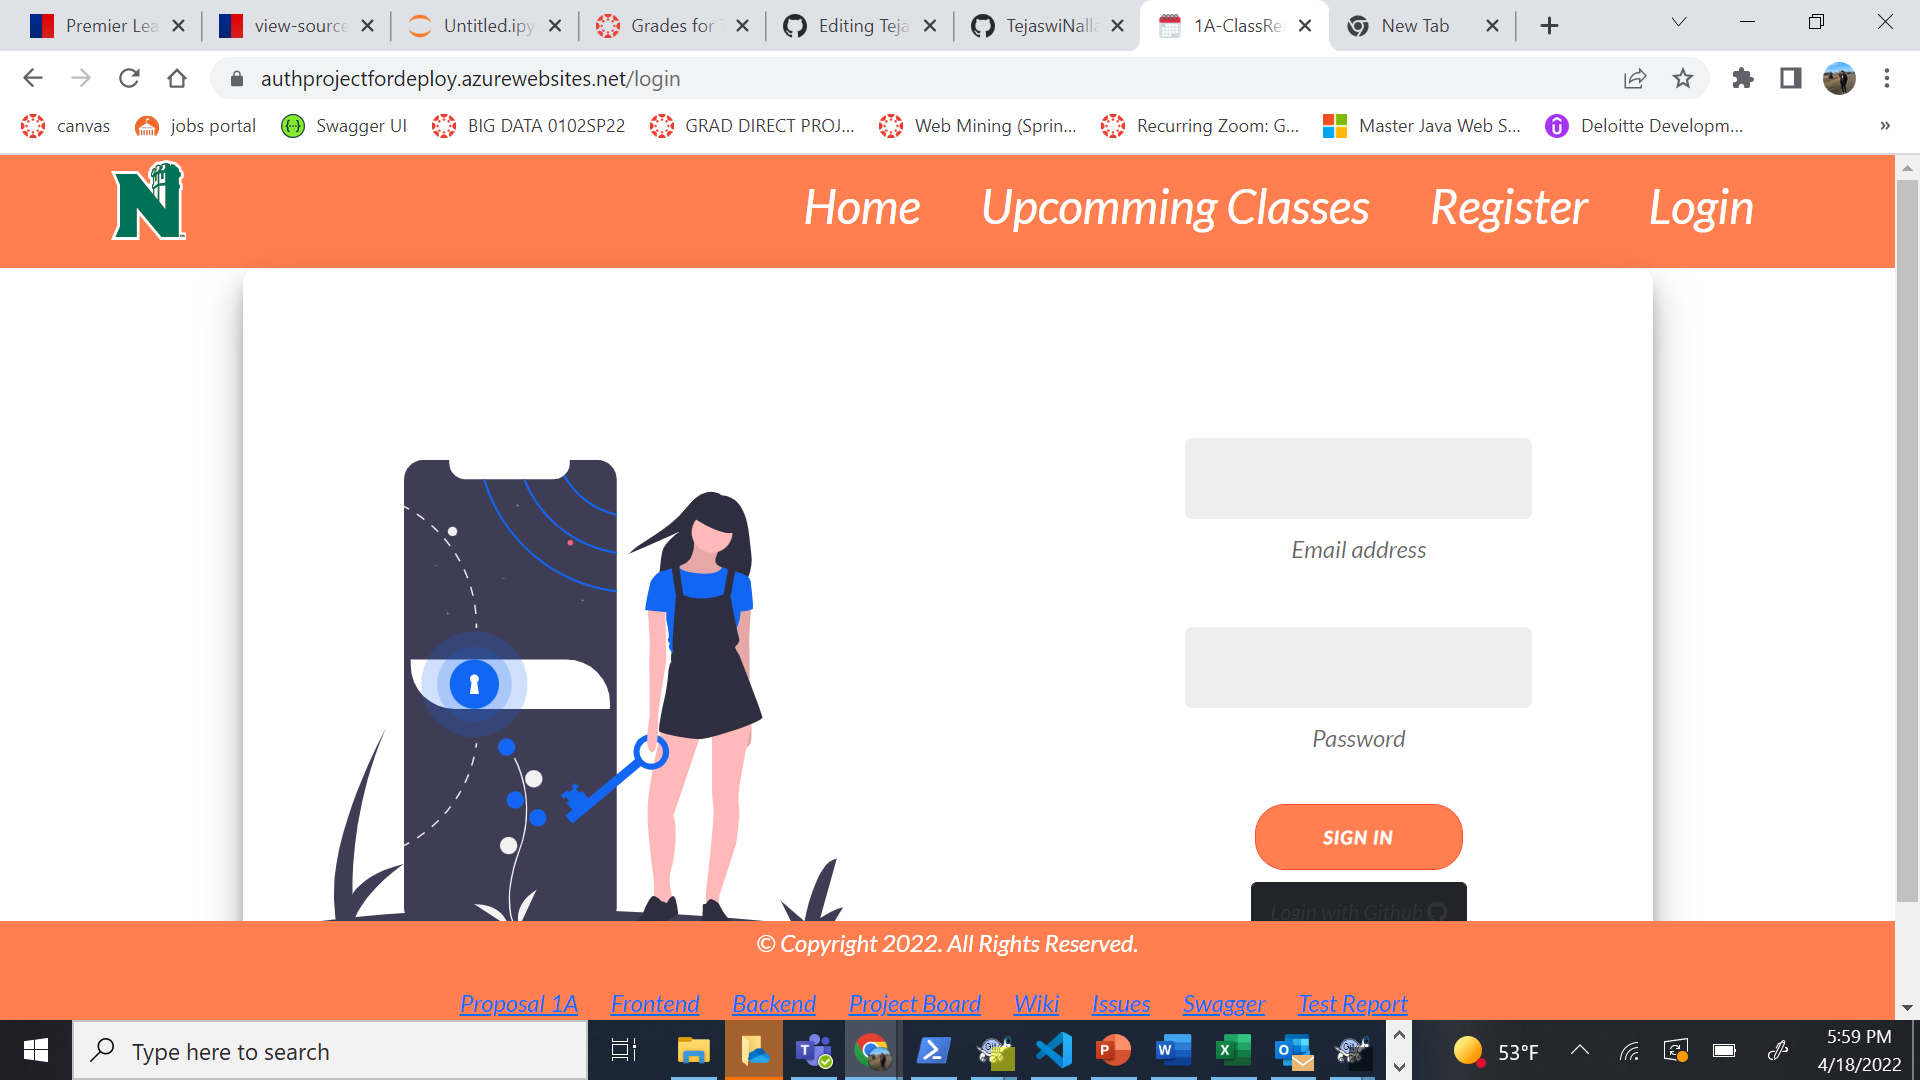 Premier Lea
view-source
Untitled.ipy
Grades for
Editing Teja
TejaswiNalla
1A-ClassRe
New Tab
authprojectfordeploy.azurewebsites.net/login
canvas
jobs portal
Swagger UI
BIG DATA 0102SP22
GRAD DIRECT PROJ...
Web Mining (Sprin...
Recurring Zoom: G...
Master Java Web S...
Deloitte Developm...
»
N
Home
Upcomming Classes
Register
Login
Email address
Password
SIGN IN
Login with Github
© Copyright 2022. All Rights Reserved.
Proposal 1A
Frontend
Backend
Project Board
Wiki
Issues
Swagger
Test Report
Type here to search
53°F
5:59 PM
4/18/2022